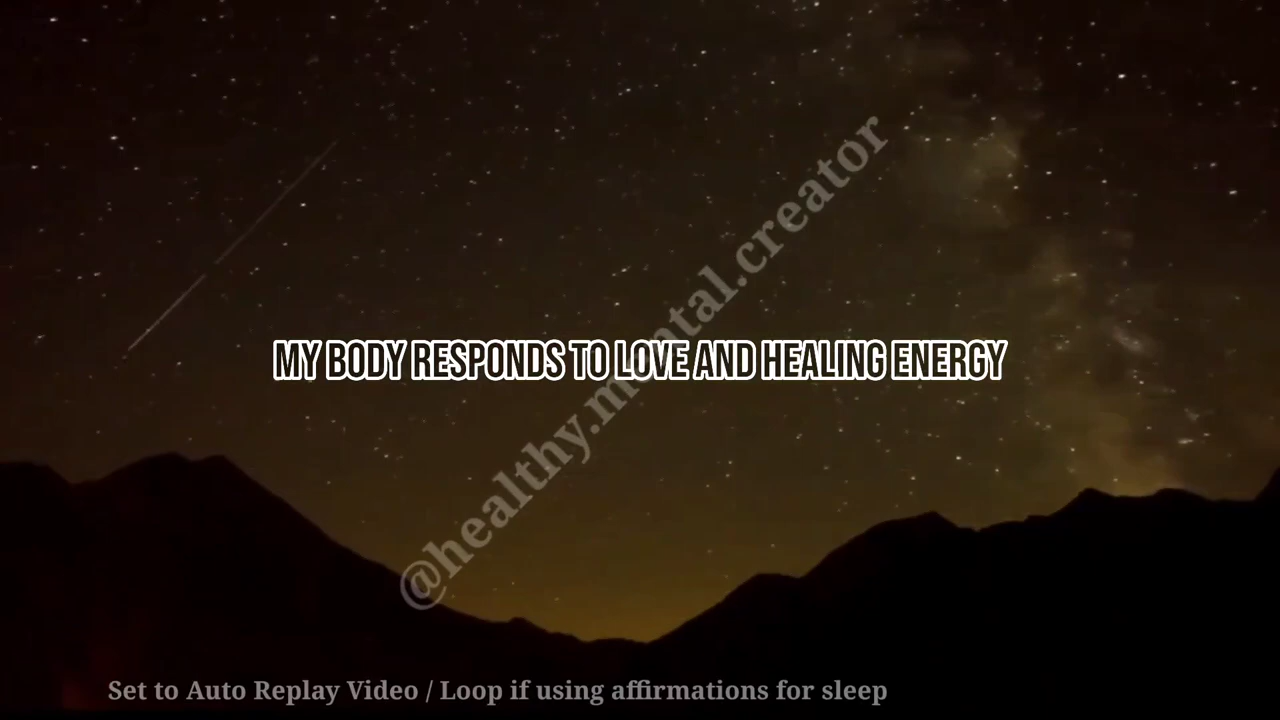 MY BODY RESPONDS TO LOVE AND HEALING ENERGY
@healthy.mental.creator
Set to Auto Replay Video / Loop if using affirmations for sleep